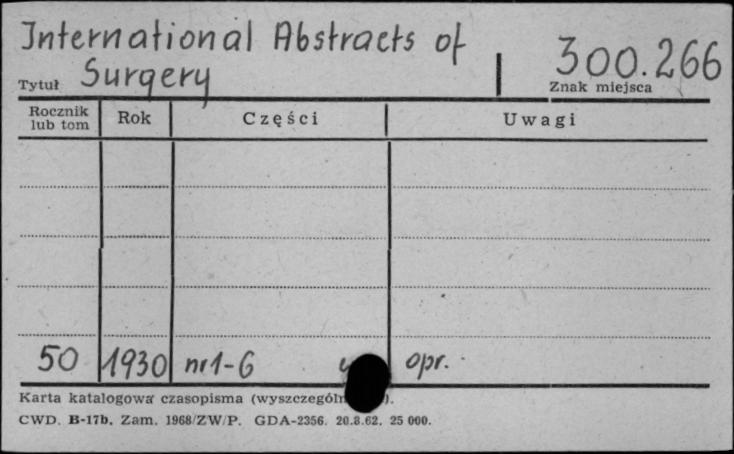 International Abstracts of
Tytuł Surgery
300.266
Znak miejsca
Rocznik lub tom Rok Części Uwagi
50 1930 nr 1-6 opr.
Karta katalogowa czasopisma
CWD. B-17b. Zam. 1968/ZW/P. GDA-2356. 20.8.62. 25 000.